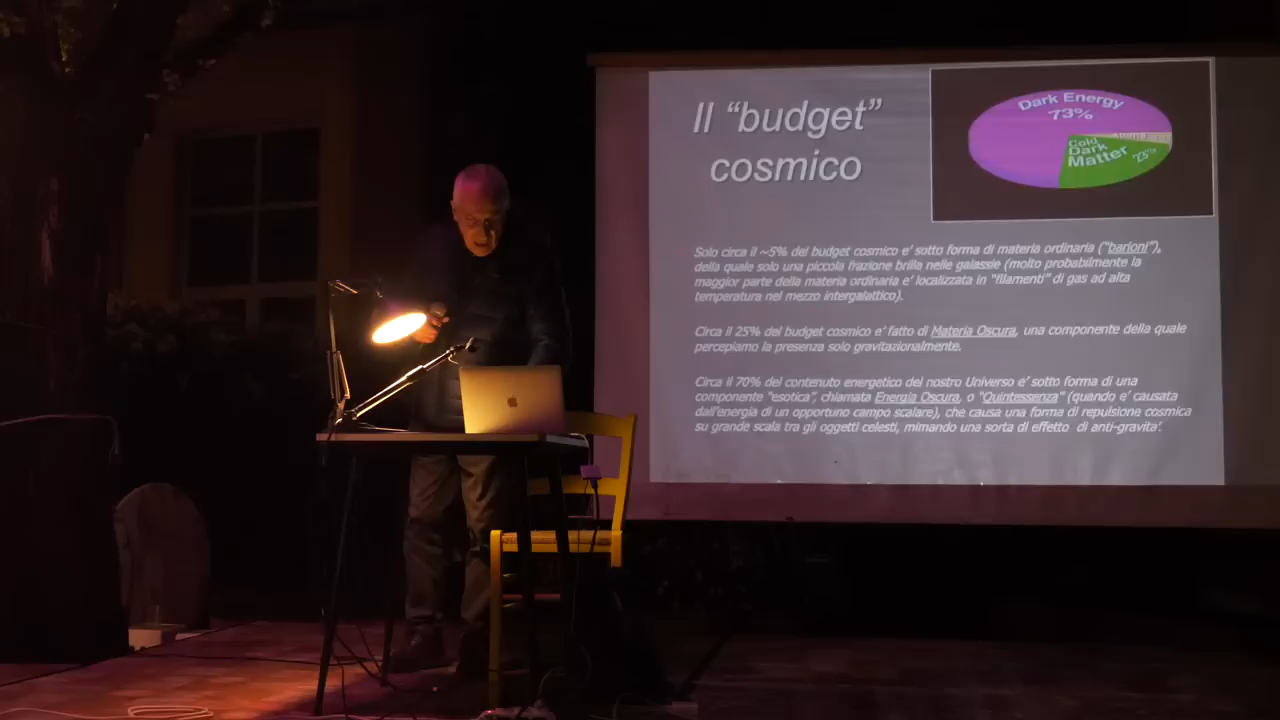 Il “budget”
cosmico
Dark Energy
73%
Cold
Dark
Matter
23%
Solo circa il ~5% del budget cosmico e’ sotto forma di materia ordinaria (“barioni”),
della quale solo una piccola frazione brilla nelle galassie (molto probabilmente la
maggior parte della materia ordinaria e’ localizzata in “filamenti” di gas ad alta
temperatura nel mezzo intergalattico).
Circa il 25% del budget cosmico e’ fatto di Materia Oscura, una componente della quale
percepiamo la presenza solo gravitazionalmente.
Circa il 70% del contenuto energetico del nostro Universo e’ sotto forma di una
componente “esotica”, chiamata Energia Oscura, o “Quintessenza” (quando e’ causata
dall’energia di un opportuno campo scalare), che causa una forma di repulsione cosmica
su grande scala tra gli oggetti celesti, mimando una sorta di effetto di anti-gravita’.